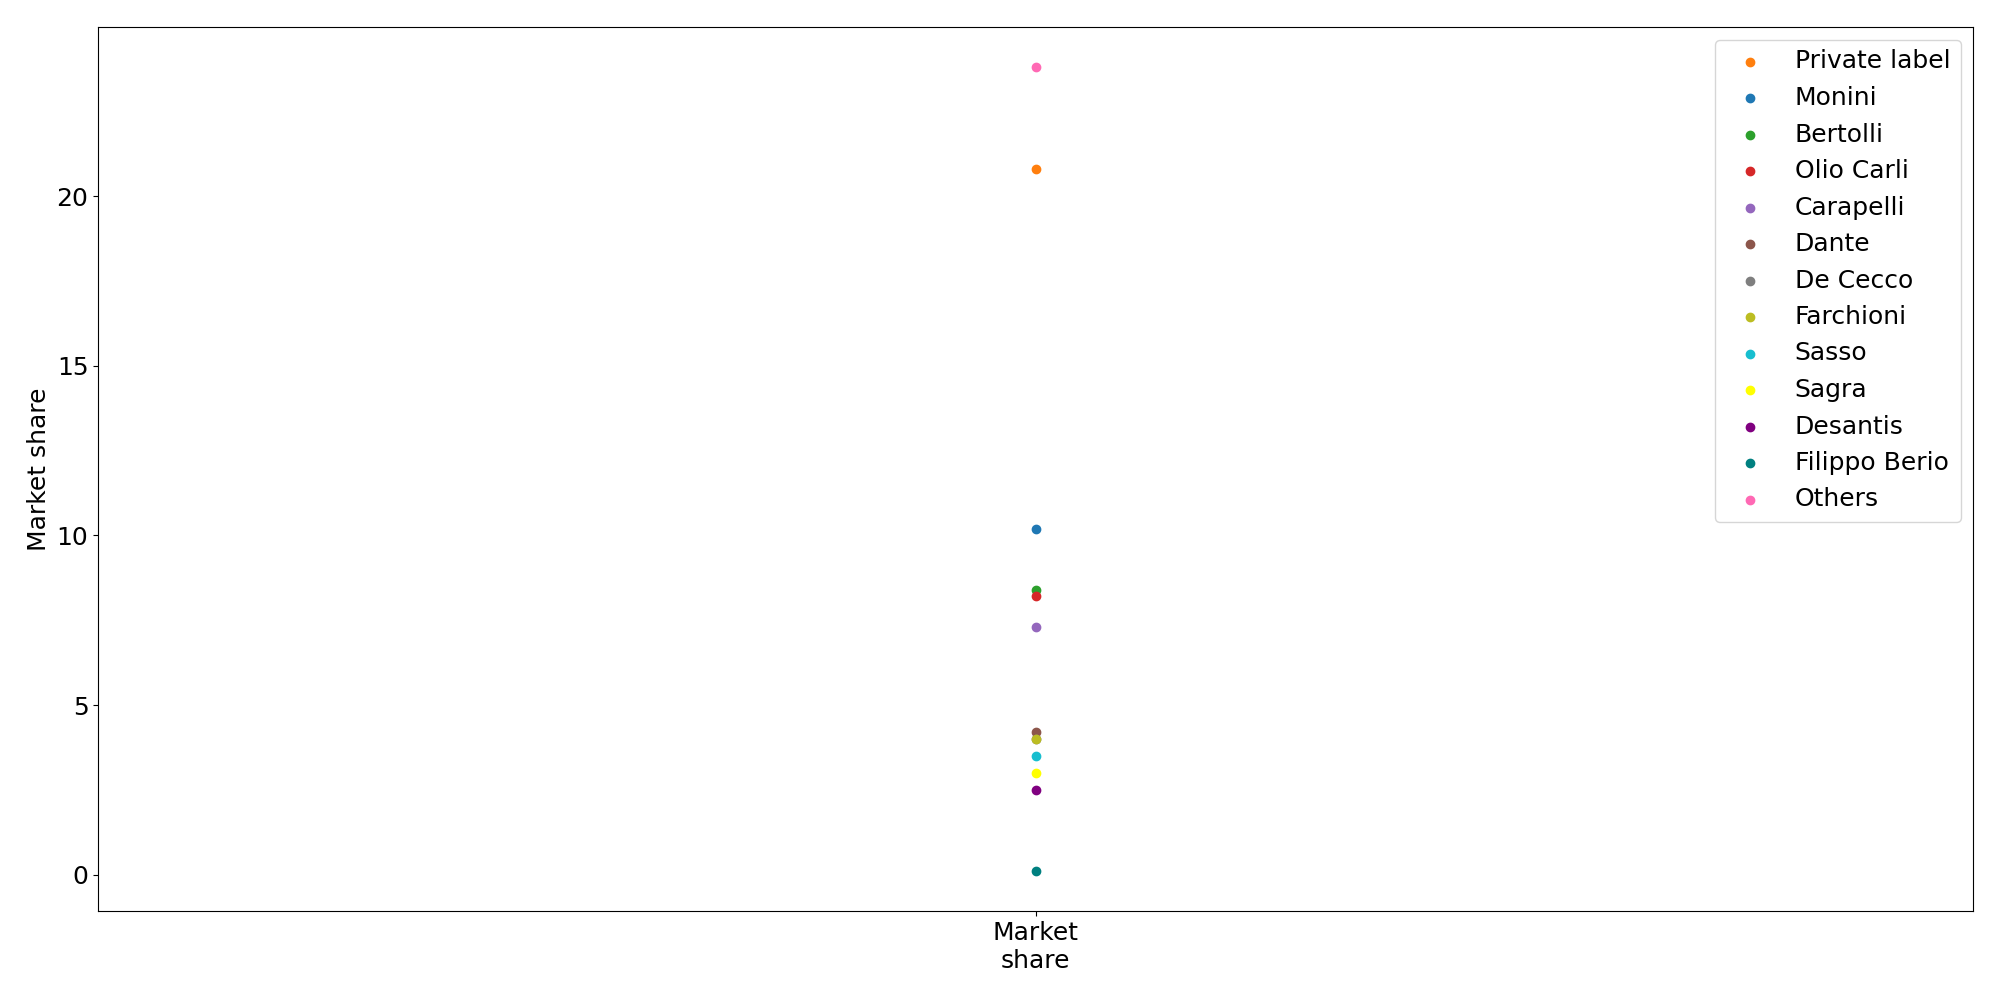 Private label
Monini
Bertolli
Olio Carli
Carapelli
Dante
De Cecco
Farchioni
Sasso
Sagra
Desantis
Filippo Berio
Others
20
15
10
5
0
Market share
Market
share